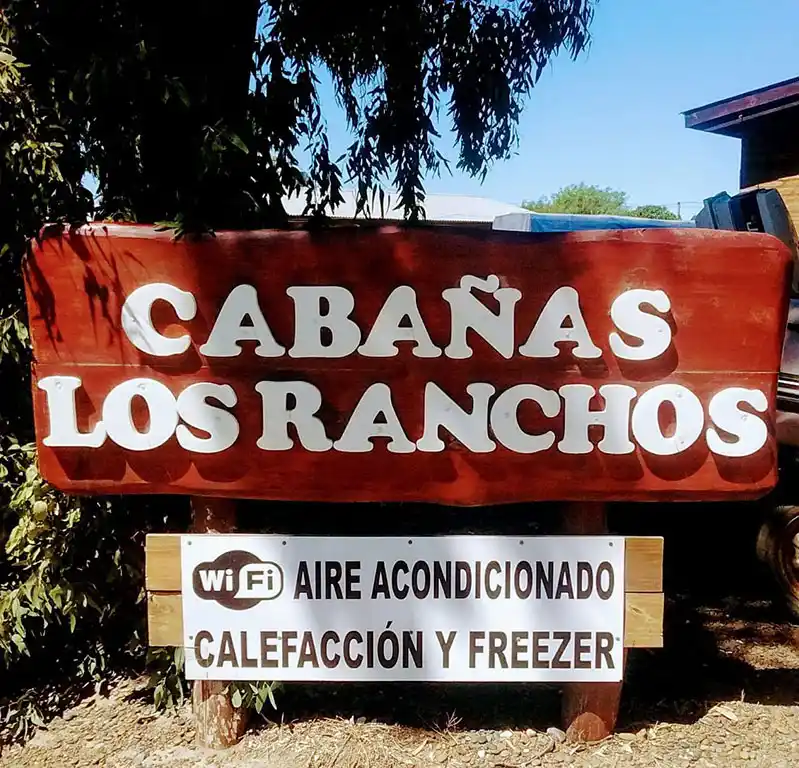 CABAÑAS
LOS RANCHOS
WiFi AIRE ACONDICIONADO
CALEFACCIÓN Y FREEZER